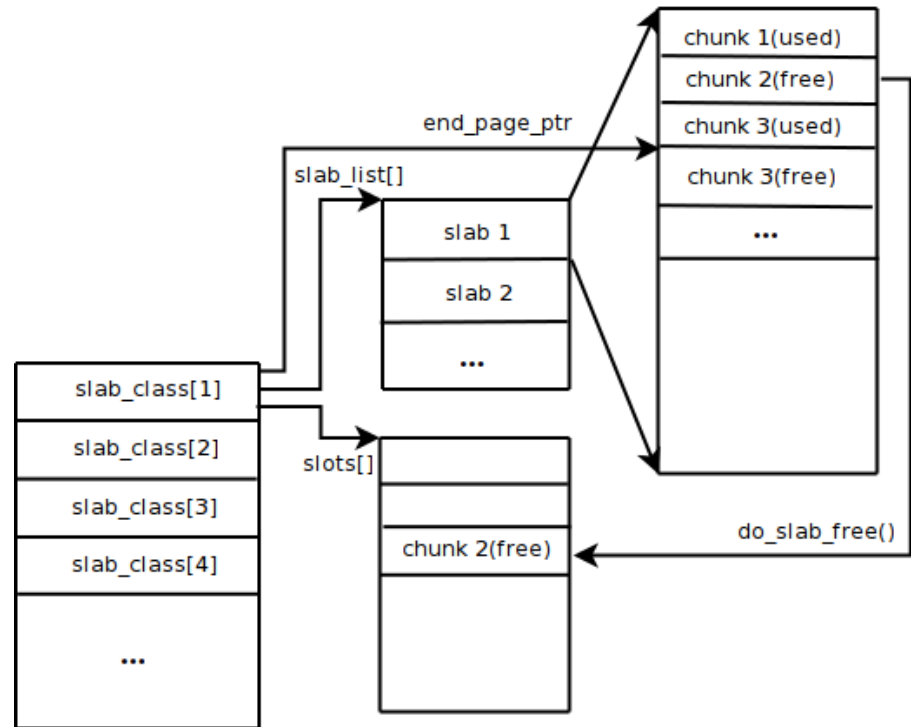 chunk 1(used)
chunk 2(free)
end_page_ptr
chunk 3(used)
slab_list[]
chunk 3(free)
slab 1
...
slab 2
...
slab_class[1]
slab_class[2]
slots[]
slab_class[3]
do_slab_free()
chunk 2(free)
slab_class[4]
...